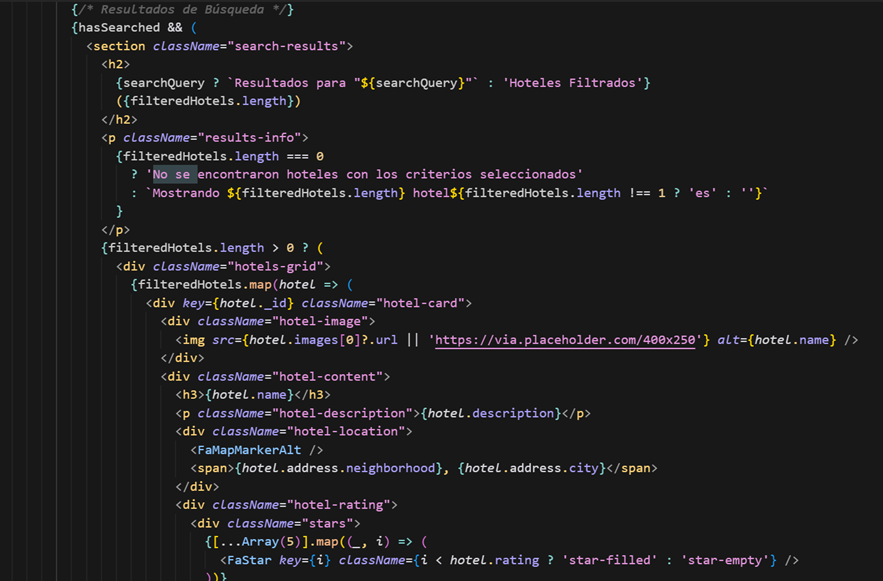 {/* Resultados de Búsqueda */}
{hasSearched && (
<section className="search-results">
<h2>
{searchQuery ? `Resultados para "${searchQuery}"` : 'Hoteles Filtrados'}
({filteredHotels.length})
</h2>
<p className="results-info">
{filteredHotels.length === 0
? 'No se encontraron hoteles con los criterios seleccionados'
: `Mostrando ${filteredHotels.length} hotel${filteredHotels.length !== 1 ? 'es' : ''}`
}
</p>
{filteredHotels.length > 0 ? (
<div className="hotels-grid">
{filteredHotels.map(hotel => (
<div key={hotel._id} className="hotel-card">
<div className="hotel-image">
<img src={hotel.images[0]?.url || 'https://via.placeholder.com/400x250'} alt={hotel.name} />
</div>
<div className="hotel-content">
<h3>{hotel.name}</h3>
<p className="hotel-description">{hotel.description}</p>
<div className="hotel-location">
<FaMapMarkerAlt />
<span>{hotel.address.neighborhood}, {hotel.address.city}</span>
</div>
<div className="hotel-rating">
<div className="stars">
{[...Array(5)].map((_, i) => (
<FaStar key={i} className={i < hotel.rating ? 'star-filled' : 'star-empty'} />
))}